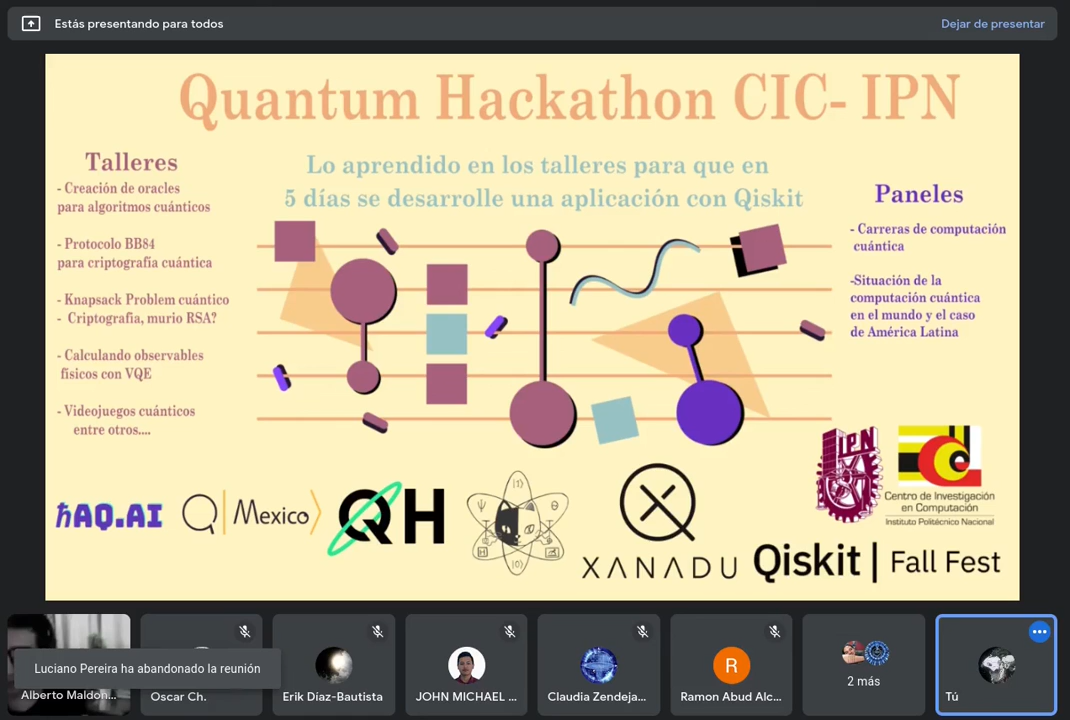 Estás presentando para todos
Dejar de presentar
Quantum Hackathon CIC- IPN
Lo aprendido en los talleres para que en
5 días se desarrolle una aplicación con Qiskit
Talleres
- Creación de oracles
para algoritmos cuánticos
- Protocolo BB84
para criptografía cuántica
- Knapsack Problem cuántico
- Criptografía, murio RSA?
- Calculando observables
físicos con VQE
- Videojuegos cuánticos
entre otros....
Paneles
- Carreras de computación
cuántica
-Situación de la
computación cuántica
en el mundo y el caso
de América Latina
ħAQ.AI
Q|Mexico⟩
QH
|1⟩
Ψ
H
XANADU
IPN
Centro de Investigación
en Computación
Instituto Politécnico Nacional
Qiskit | Fall Fest
Luciano Pereira ha abandonado la reunión
Alberto Maldon...
Oscar Ch.
Erik Díaz-Bautista
JOHN MICHAEL ...
Claudia Zendeja...
R
Ramon Abud Alc...
2 más
Tú